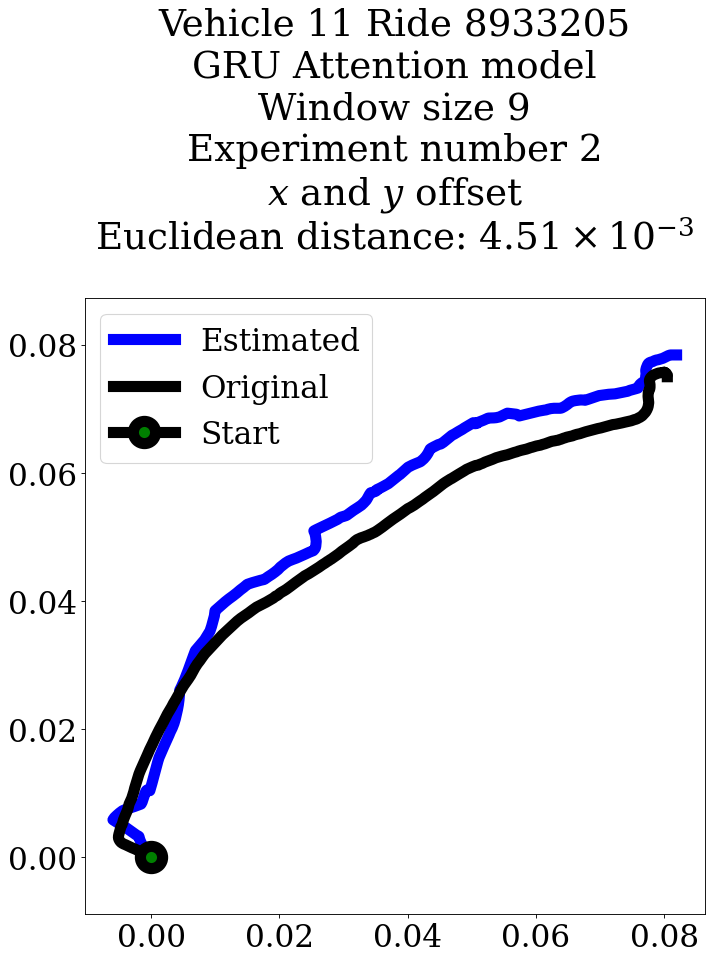 Vehicle 11 Ride 8933205
GRU Attention model
Window size 9
Experiment number 2
x and y offset
Euclidean distance: 4.51 × 10⁻³
Estimated
Original
Start
0.08
0.06
0.04
0.02
0.00
0.00 0.02 0.04 0.06 0.08